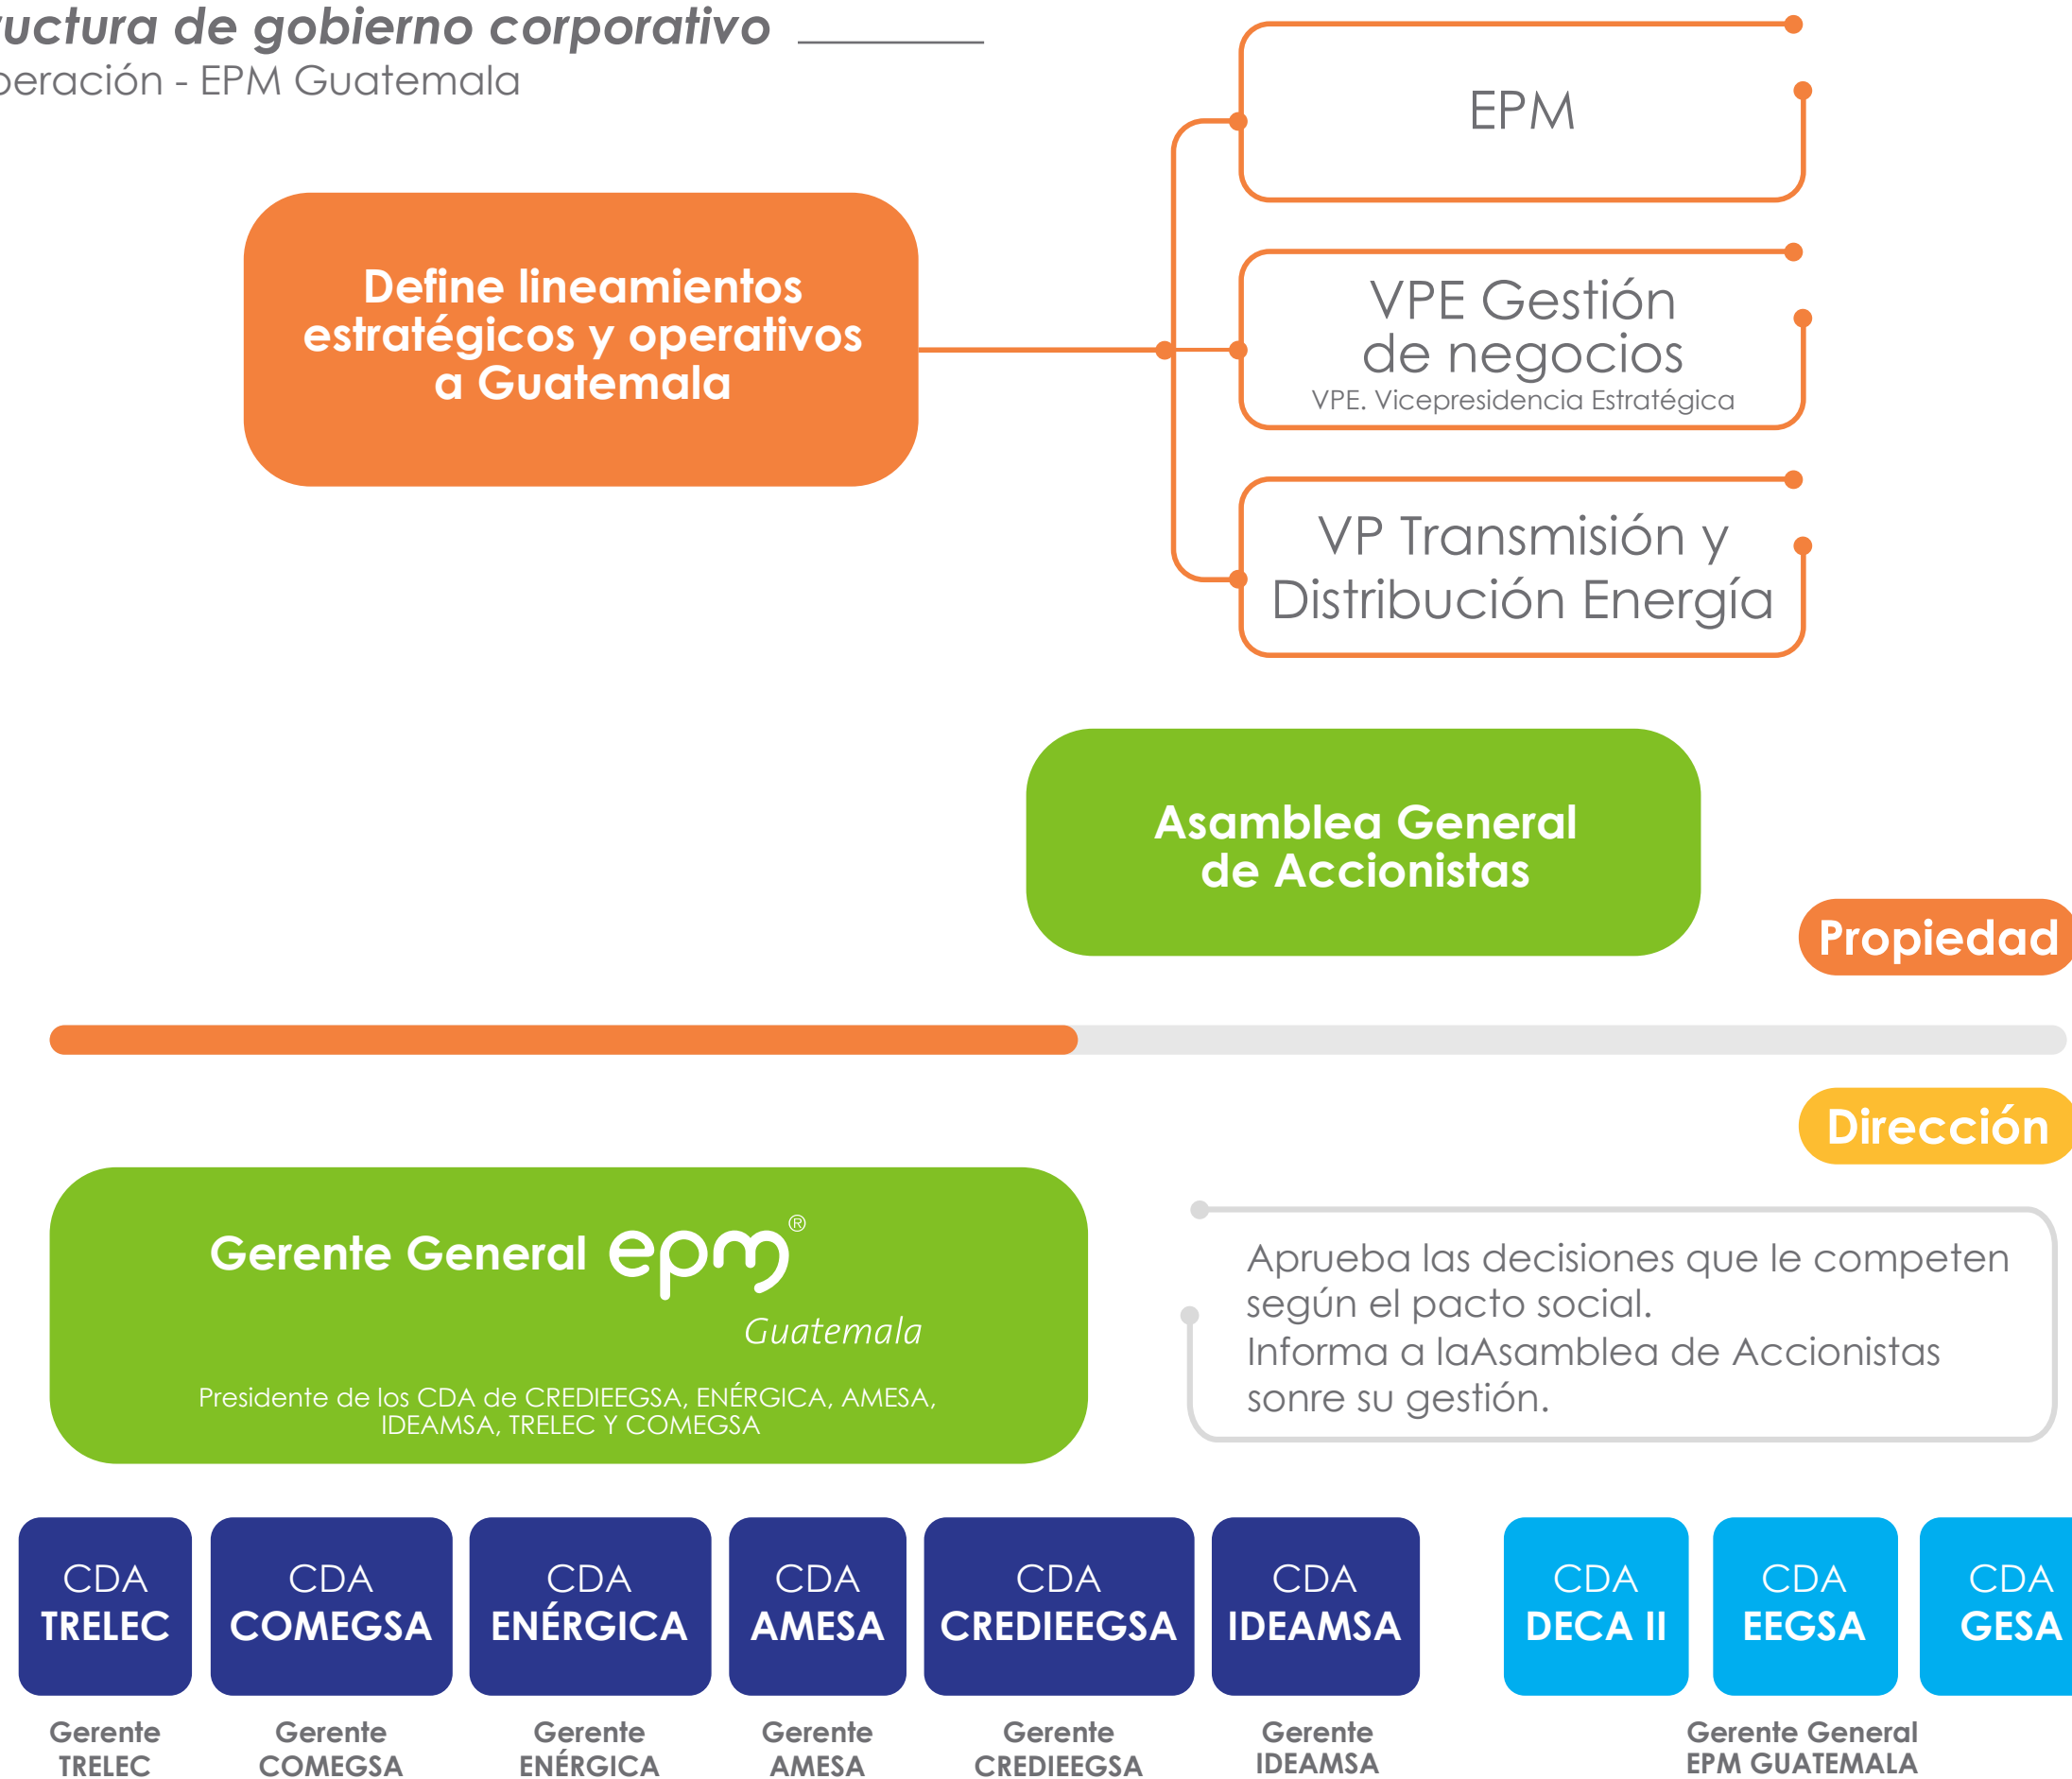 uctura de gobierno corporativo
peración - EPM Guatemala
EPM
Define lineamientos
estratégicos y operativos
a Guatemala
VPE Gestión
de negocios
VPE. Vicepresidencia Estratégica
VP Transmisión y
Distribución Energía
Asamblea General
de Accionistas
Propiedad
Dirección
Gerente General epm®
Guatemala
Presidente de los CDA de CREDIEEGSA, ENÉRGICA, AMESA,
IDEAMSA, TRELEC Y COMEGSA
Aprueba las decisiones que le competen
según el pacto social.
Informa a laAsamblea de Accionistas
sonre su gestión.
CDA
TRELEC
CDA
COMEGSA
CDA
ENÉRGICA
CDA
AMESA
CDA
CREDIEEGSA
CDA
IDEAMSA
CDA
DECA II
CDA
EEGSA
CDA
GESA
Gerente
TRELEC
Gerente
COMEGSA
Gerente
ENÉRGICA
Gerente
AMESA
Gerente
CREDIEEGSA
Gerente
IDEAMSA
Gerente General
EPM GUATEMALA